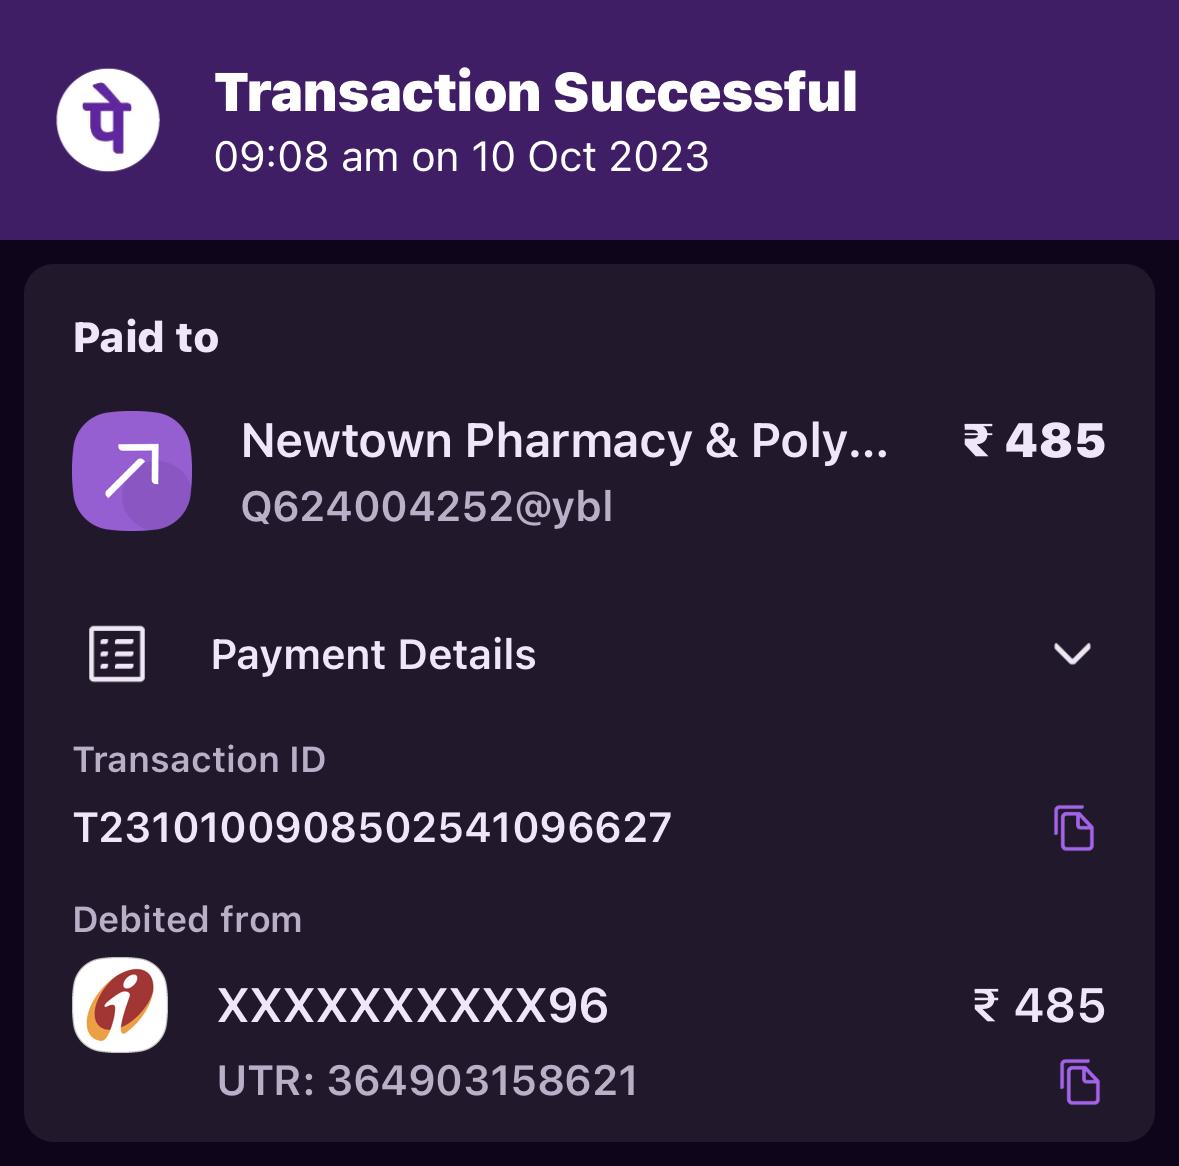 पे
Transaction Successful
09:08 am on 10 Oct 2023
Paid to
Newtown Pharmacy & Poly... ₹ 485
Q624004252@ybl
Payment Details
Transaction ID
T2310100908502541096627
Debited from
XXXXXXXXXX96 ₹ 485
UTR: 364903158621